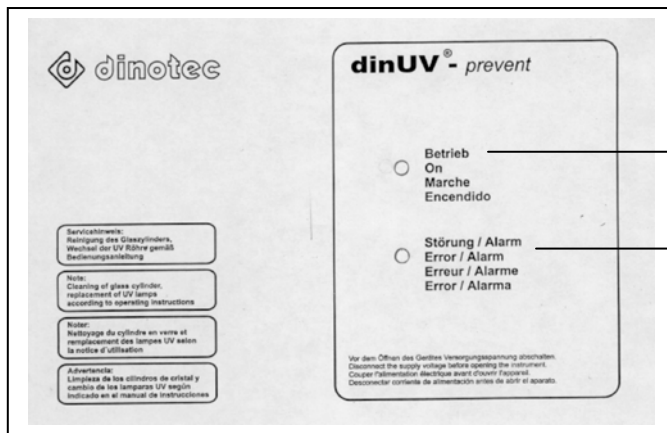 dinotec
dinUV® - prevent
Betrieb
On
Marche
Encendido
Störung / Alarm
Error / Alarm
Erreur / Alarme
Error / Alarma
Servicehinweis:
Reinigung des Glaszylinders,
Wechsel der UV Röhre gemäß
Bedienungsanleitung
Note:
Cleaning of glass cylinder,
replacement of UV lamps
according to operating instructions
Noter:
Nettoyage du cylindre en verre et
remplacement des lampes UV selon
la notice d'utilisation
Advertencia:
Limpieza de los cilindros de cristal y
cambio de los lamparas UV según
indicado en el manual de instrucciones
Vor dem Öffnen des Gerätes Versorgungsspannung abschalten.
Disconnect the supply voltage before opening the instrument.
Couper l'alimentation électrique avant d'ouvrir l'appareil.
Desconectar corriente de alimentación antes de abrir el aparato.